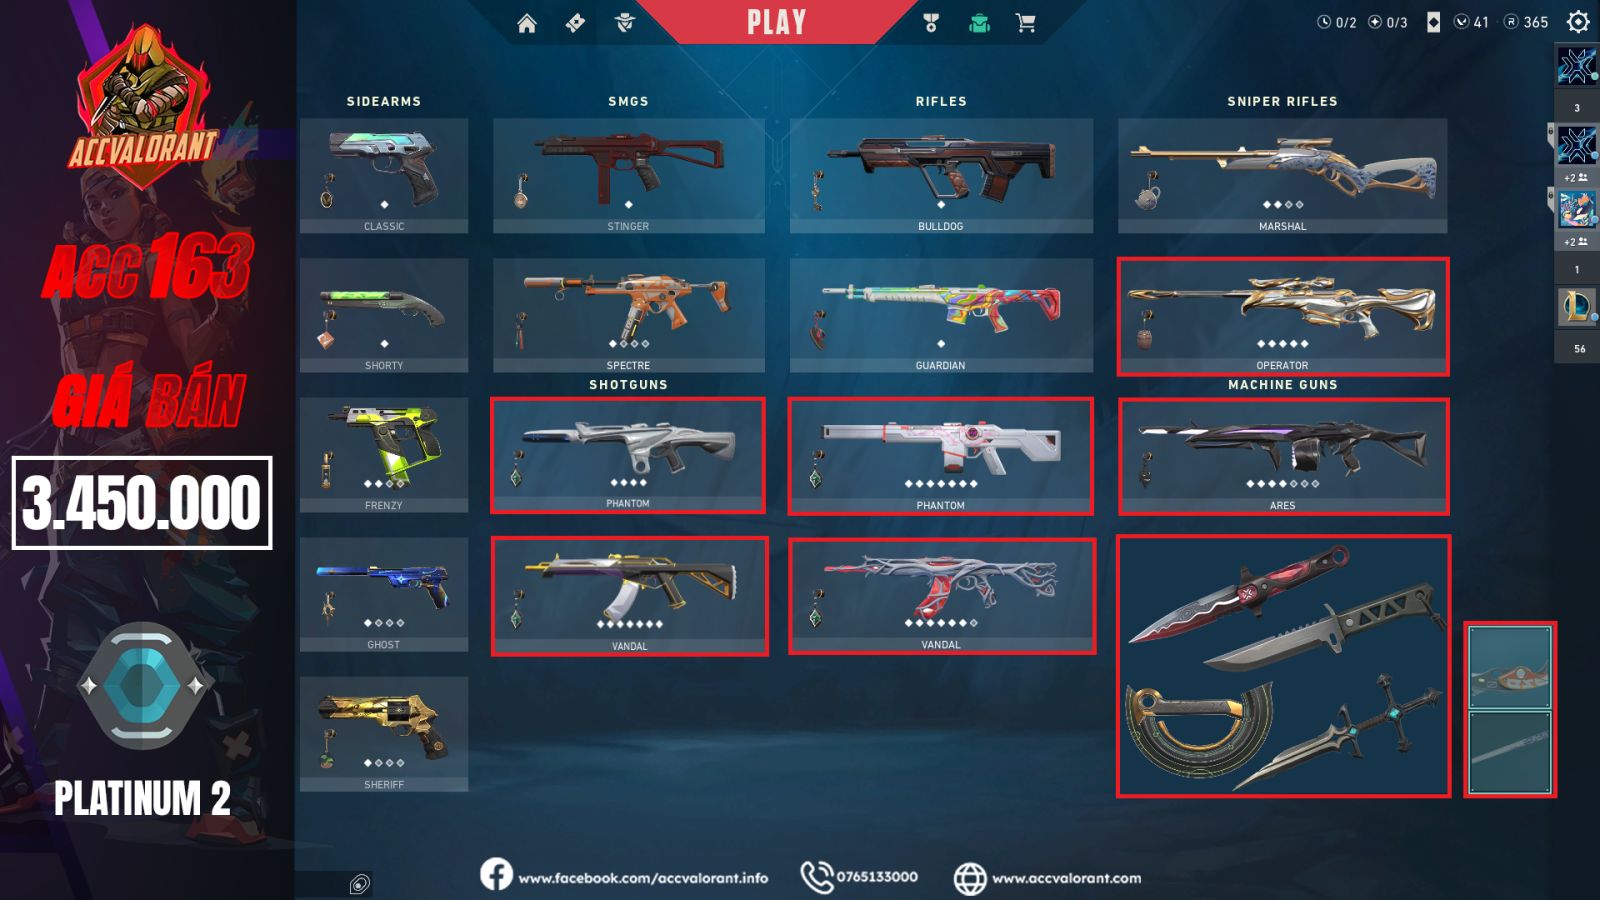 PLAY
0/2
0/3
41
365
ACCVALORANT
ACC 163
GIÁ BÁN
3.450.000
PLATINUM 2
SIDEARMS
SMGS
RIFLES
SNIPER RIFLES
CLASSIC
STINGER
BULLDOG
MARSHAL
SHORTY
SPECTRE
GUARDIAN
OPERATOR
SHOTGUNS
MACHINE GUNS
FRENZY
PHANTOM
PHANTOM
ARES
GHOST
VANDAL
VANDAL
SHERIFF
3
+2
+2
1
56
www.facebook.com/accvalorant.info
0765133000
www.accvalorant.com